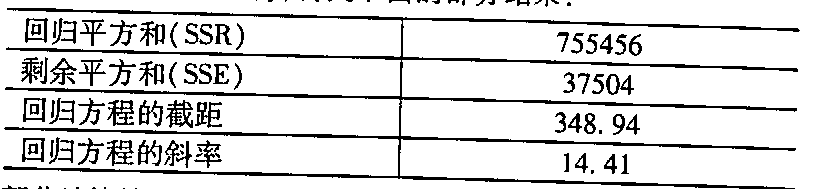 回归平方和(SSR) 755456
剩余平方和(SSE) 37504
回归方程的截距 348.94
回归方程的斜率 14.41